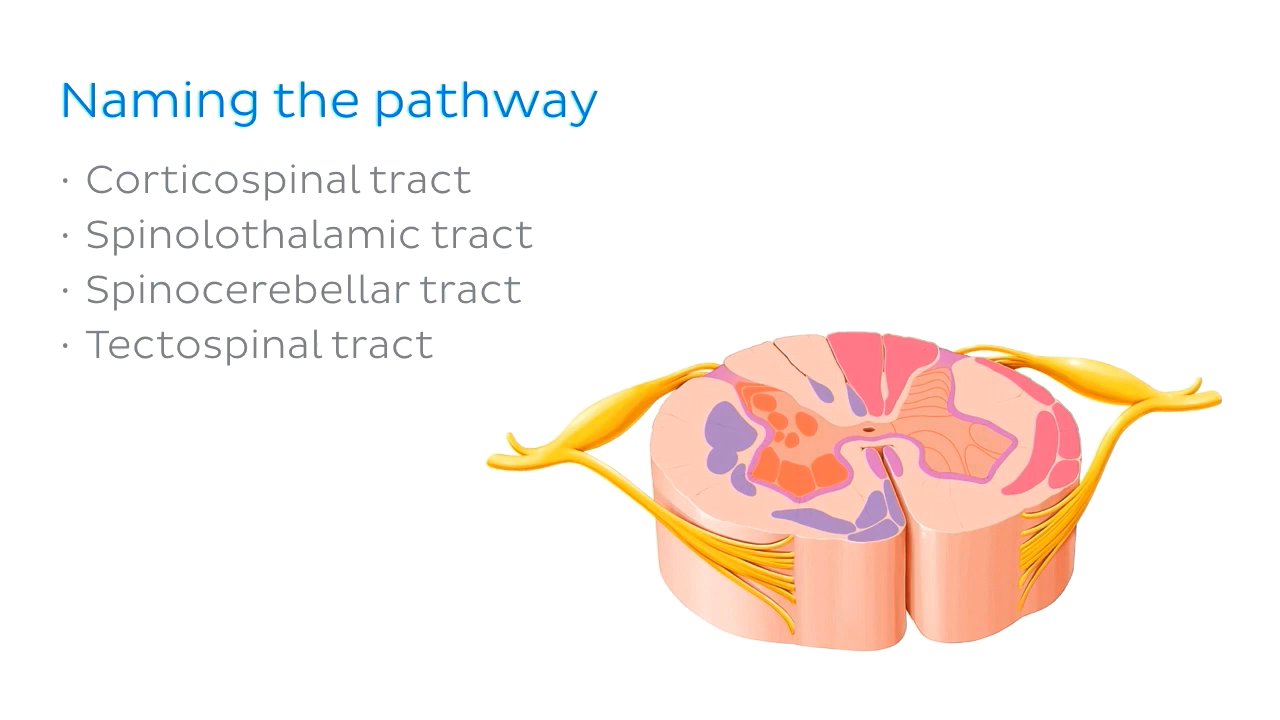 Naming the pathway
· Corticospinal tract
· Spinolothalamic tract
· Spinocerebellar tract
· Tectospinal tract